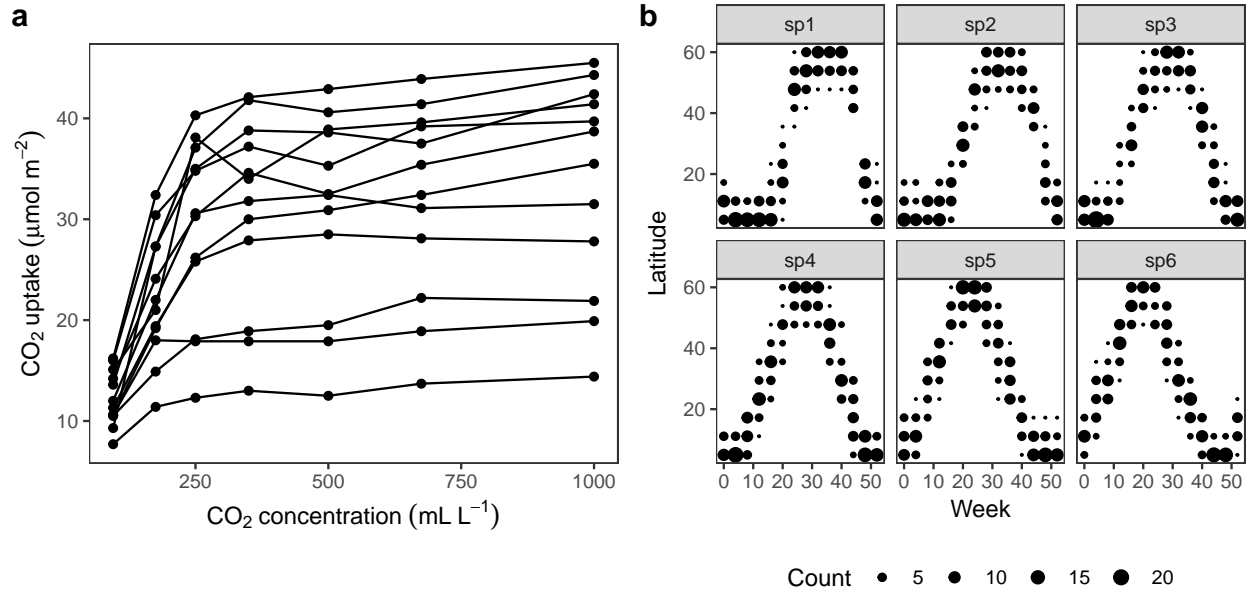 a
CO₂ uptake (μmol m⁻²)
40
30
20
10
250 500 750 1000
CO₂ concentration (mL L⁻¹)
b
sp1 sp2 sp3
60
40
20
sp4 sp5 sp6
60
40
20
Latitude
0 10 20 30 40 50 0 10 20 30 40 50 0 10 20 30 40 50
Week
Count 5 10 15 20